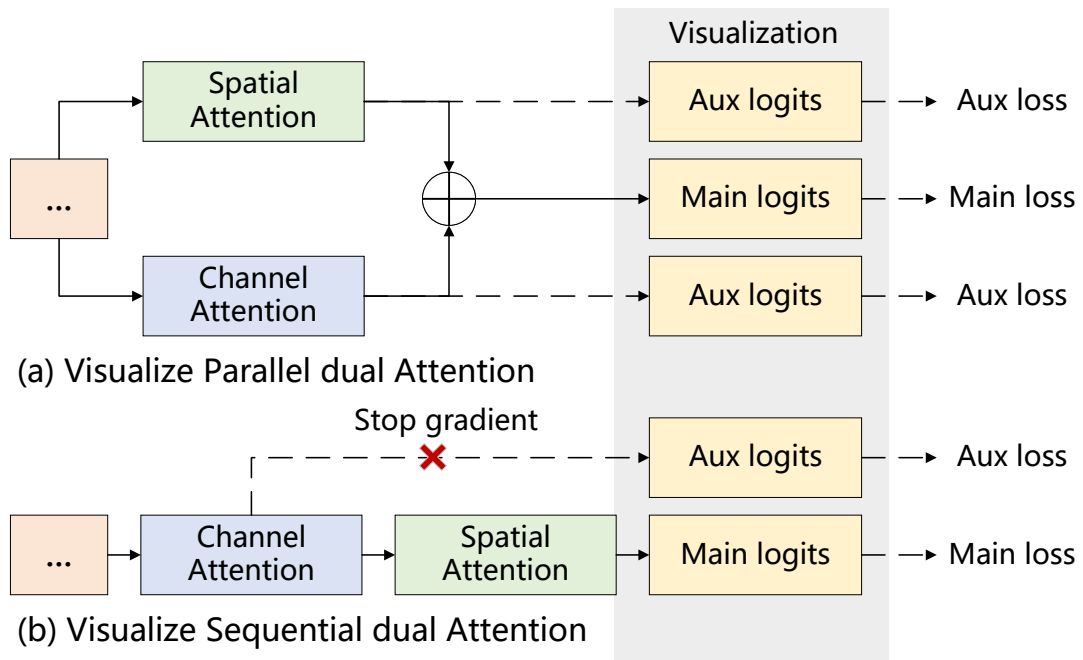 Visualization
Spatial
Attention
Aux logits
Aux loss
...
Main logits
Main loss
Channel
Attention
Aux logits
Aux loss
(a) Visualize Parallel dual Attention
Stop gradient
Aux logits
Aux loss
...
Channel
Attention
Spatial
Attention
Main logits
Main loss
(b) Visualize Sequential dual Attention